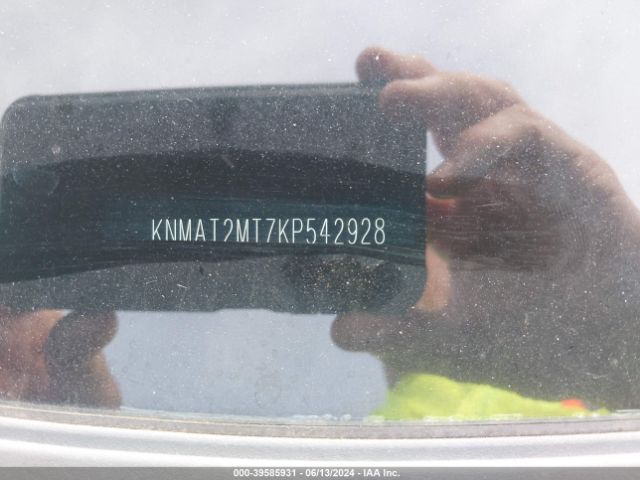 KNMAT2MT7KP542928
000-39585931 - 06/13/2024 - IAA Inc.